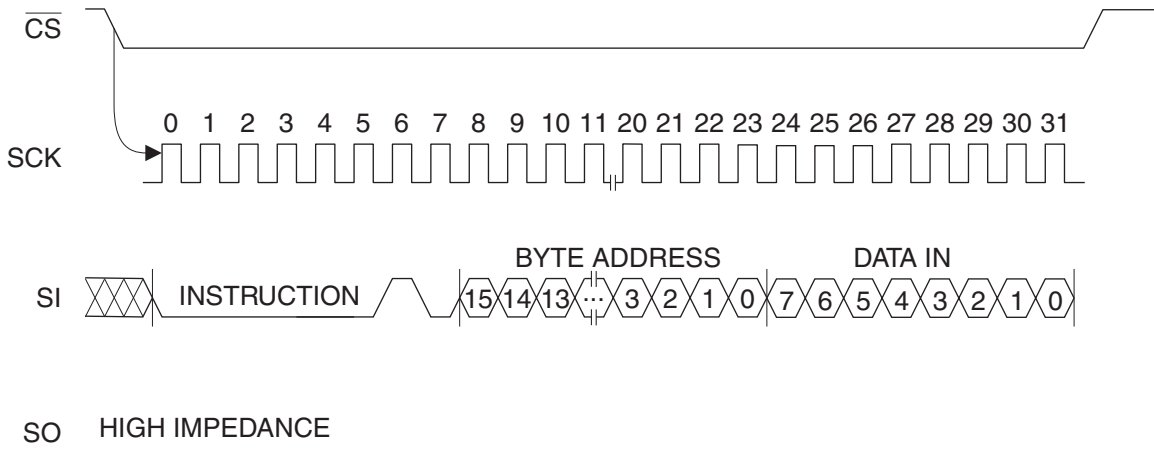 CS
0 1 2 3 4 5 6 7 8 9 10 11 20 21 22 23 24 25 26 27 28 29 30 31
SCK
BYTE ADDRESS DATA IN
SI INSTRUCTION 15 14 13 ... 3 2 1 0 7 6 5 4 3 2 1 0
SO HIGH IMPEDANCE